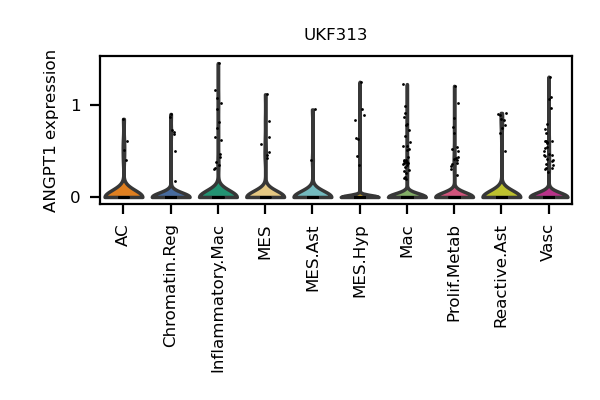 UKF313
ANGPT1 expression
1
0
AC
Chromatin.Reg
Inflammatory.Mac
MES
MES.Ast
MES.Hyp
Mac
Prolif.Metab
Reactive.Ast
Vasc